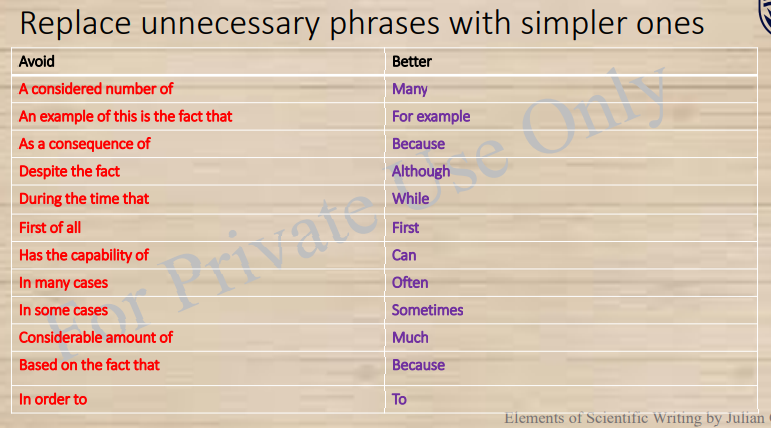 Replace unnecessary phrases with simpler ones
Avoid Better
A considered number of Many
An example of this is the fact that For example
As a consequence of Because
Despite the fact Although
During the time that While
First of all First
Has the capability of Can
In many cases Often
In some cases Sometimes
Considerable amount of Much
Based on the fact that Because
In order to To
For Private Use Only
Elements of Scientific Writing by Julian